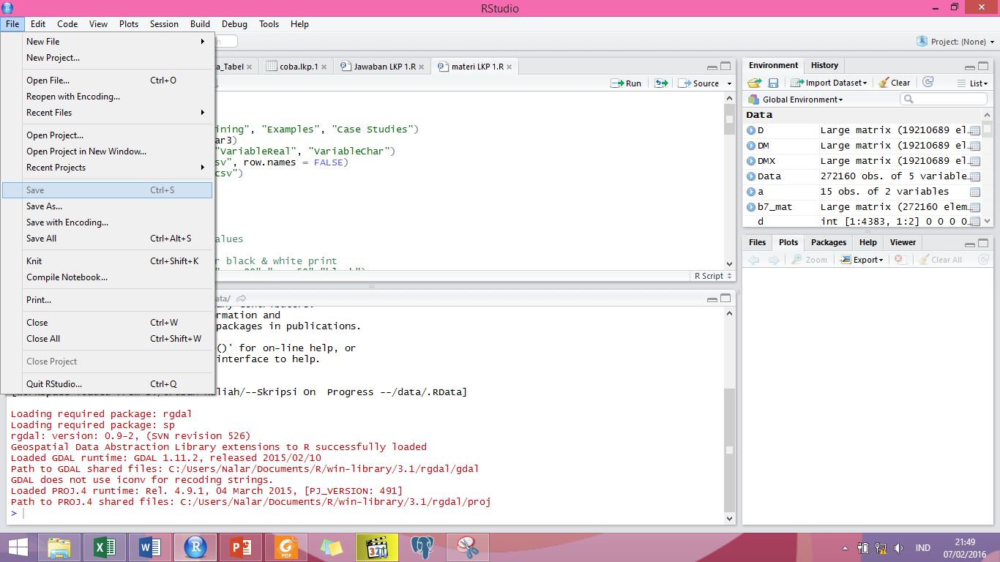 RStudio
File Edit Code View Plots Session Build Debug Tools Help
Project: (None)
New File
New Project...
Open File... Ctrl+O
Reopen with Encoding...
Recent Files
Open Project...
Open Project in New Window...
Recent Projects
Save Ctrl+S
Save As...
Save with Encoding...
Save All Ctrl+Alt+S
Knit Ctrl+Shift+K
Compile Notebook...
Print...
Close Ctrl+W
Close All Ctrl+Shift+W
Close Project
Quit RStudio... Ctrl+Q
a_Tabel coba.lkp.1 Jawaban LKP 1.R materi LKP 1.R
Run Source
ining", "Examples", "Case Studies")
ar3)
"VariableReal", "VariableChar")
csv", row.names = FALSE)
csv")
alues
r black & white print
R Script
ata/
ormation and
packages in publications.
()' for on-line help, or
interface to help.
--Skripsi On Progress --/data/.RData]
Loading required package: rgdal
Loading required package: sp
rgdal: version: 0.9-2, (SVN revision 526)
Geospatial Data Abstraction Library extensions to R successfully loaded
Loaded GDAL runtime: GDAL 1.11.2, released 2015/02/10
Path to GDAL shared files: C:/Users/Nalar/Documents/R/win-library/3.1/rgdal/gdal
GDAL does not use iconv for recoding strings.
Loaded PROJ.4 runtime: Rel. 4.9.1, 04 March 2015, [PJ_VERSION: 491]
Path to PROJ.4 shared files: C:/Users/Nalar/Documents/R/win-library/3.1/rgdal/proj
>
Environment History
Import Dataset Clear List
Global Environment
Data
D Large matrix (19210689 el…
DM Large matrix (19210689 el…
DMX Large matrix (19210689 el…
Data 272160 obs. of 5 variable…
a 15 obs. of 2 variables
b7_mat Large matrix (272160 elem…
d int [1:4383, 1:2] 0 0 0 0…
Files Plots Packages Help Viewer
Zoom Export Clear All
PDF
321
IND
21:49
07/02/2016